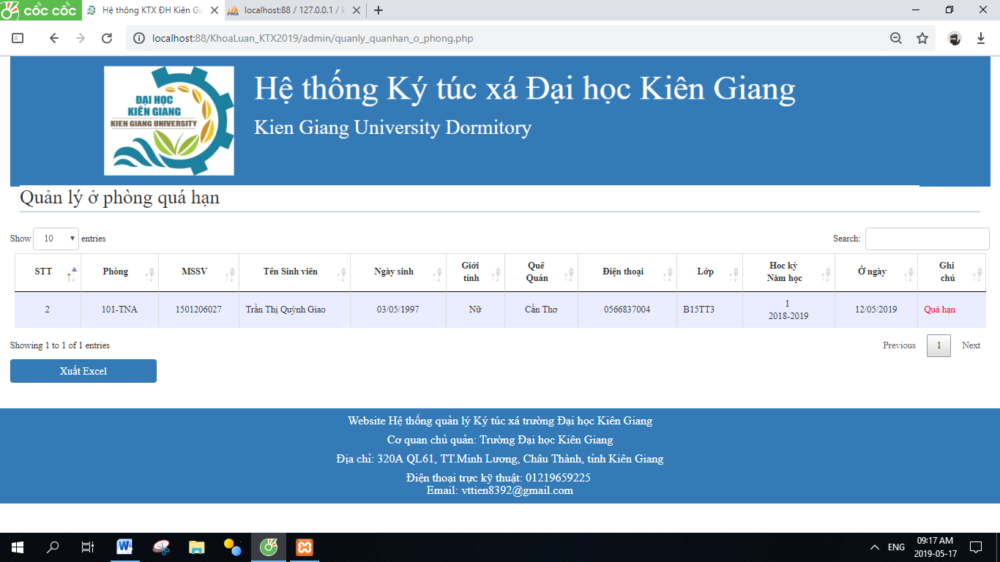 cốc cốc
Hệ thống KTX ĐH Kiên Gi
localhost:88 / 127.0.0.1 / k
localhost:88/KhoaLuan_KTX2019/admin/quanly_quanhan_o_phong.php
ĐẠI HỌC
KIÊN GIANG
KIEN GIANG UNIVERSITY
Hệ thống Ký túc xá Đại học Kiên Giang
Kien Giang University Dormitory
Quản lý ở phòng quá hạn
Show 10 entries Search:
STT Phòng MSSV Tên Sinh viên Ngày sinh Giới tính Quê Quán Điện thoại Lớp Hoc kỳ Năm học Ở ngày Ghi chú
2 101-TNA 1501206027 Trần Thị Quỳnh Giao 03/05/1997 Nữ Cần Thơ 0566837004 B15TT3 1 2018-2019 12/05/2019 Quá hạn
Showing 1 to 1 of 1 entries Previous 1 Next
Xuất Excel
Website Hệ thống quản lý Ký túc xá trường Đại học Kiên Giang
Cơ quan chủ quản: Trường Đại học Kiên Giang
Địa chỉ: 320A QL61, TT.Minh Lương, Châu Thành, tỉnh Kiên Giang
Điện thoại trực kỹ thuật: 01219659225
Email: vttien8392@gmail.com
ENG
09:17 AM
2019-05-17